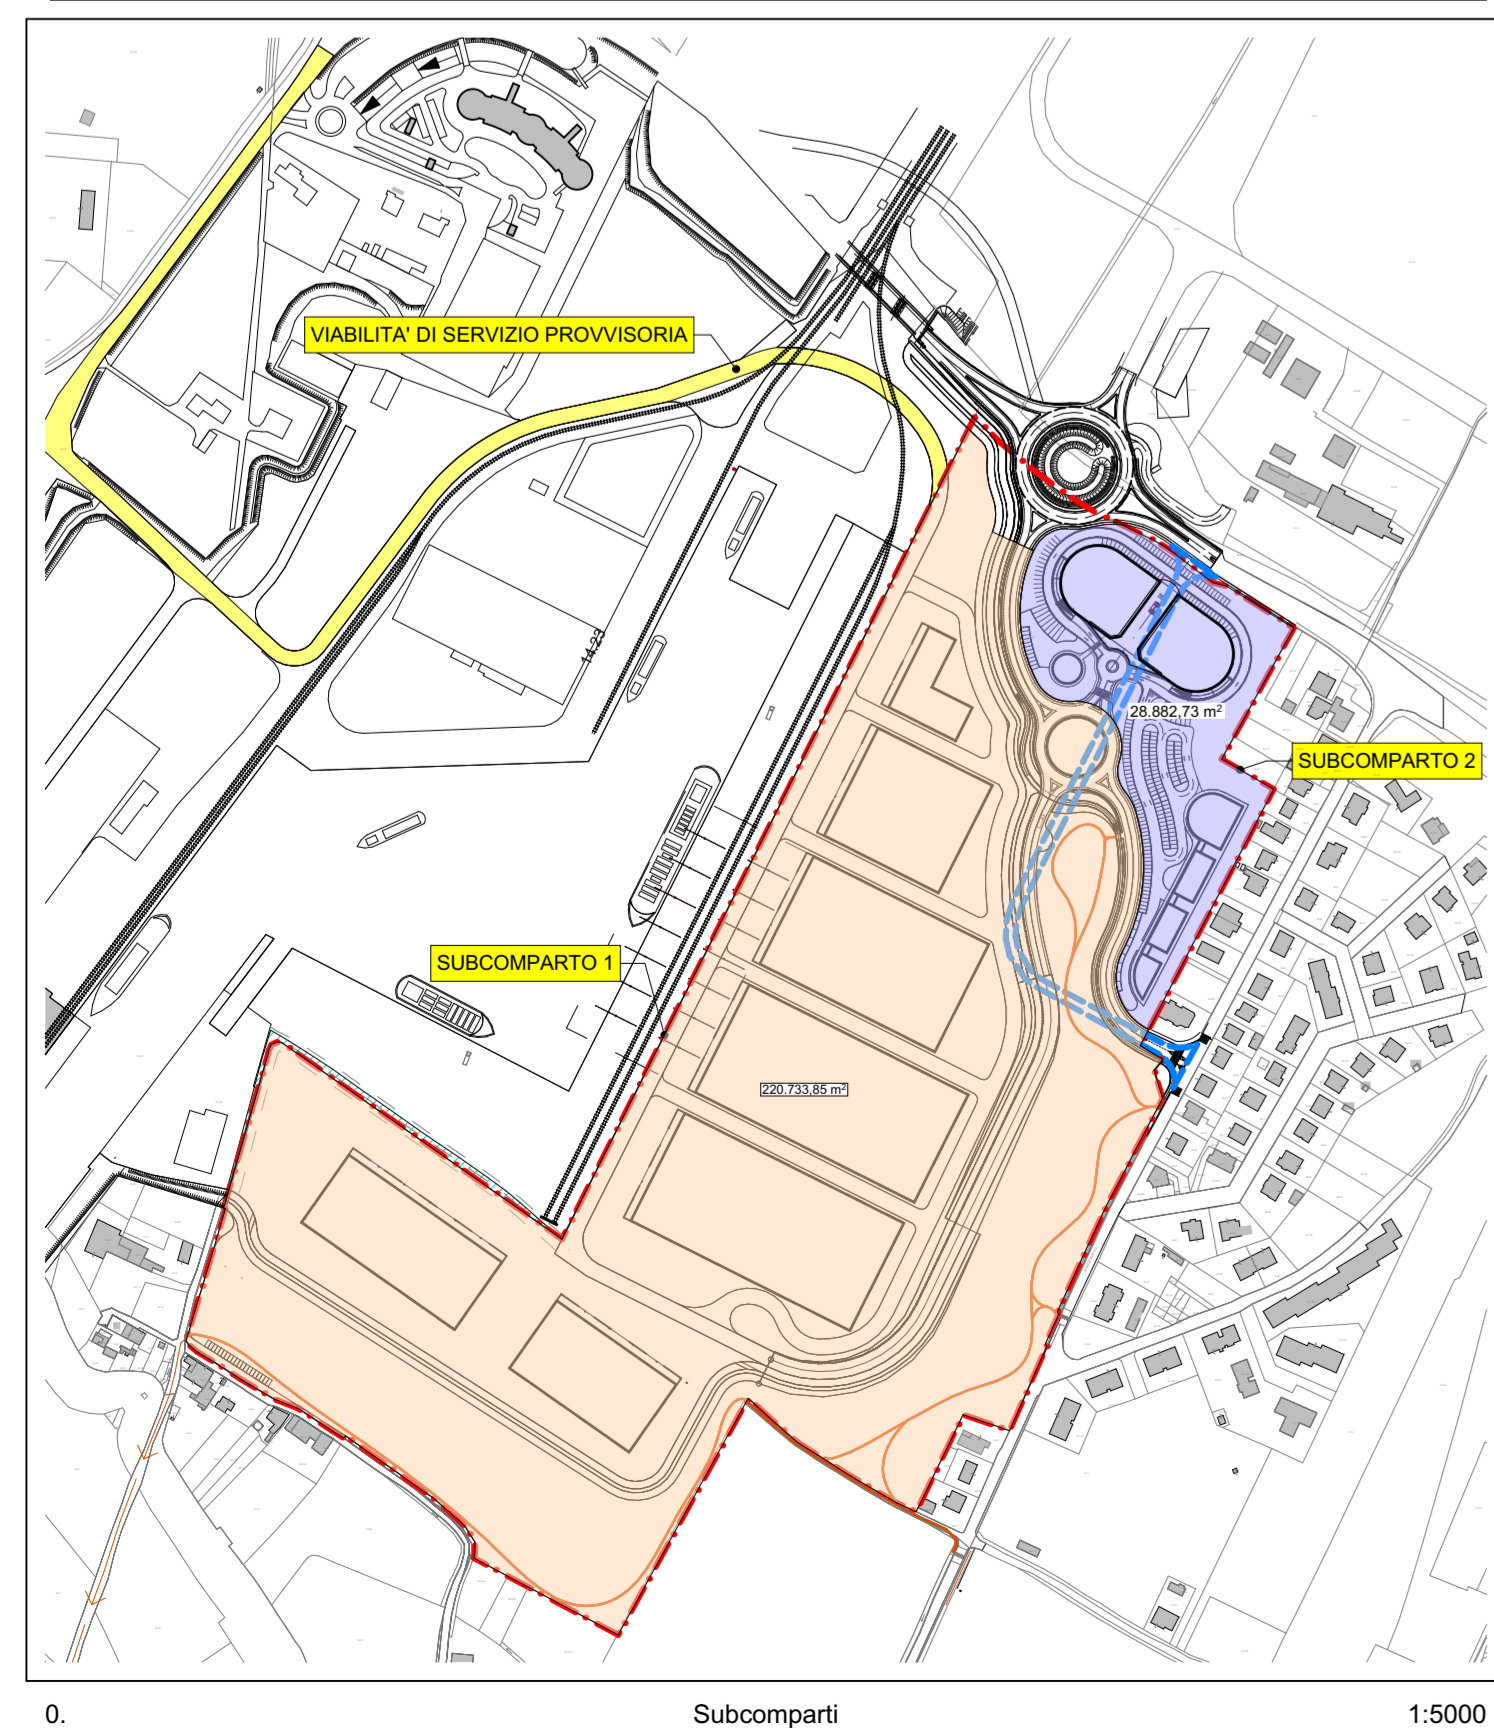 VIABILITA' DI SERVIZIO PROVVISORIA
14.23
28.882,73 m²
SUBCOMPARTO 2
SUBCOMPARTO 1
220.733,85 m²
0.
Subcomparti
1:5000